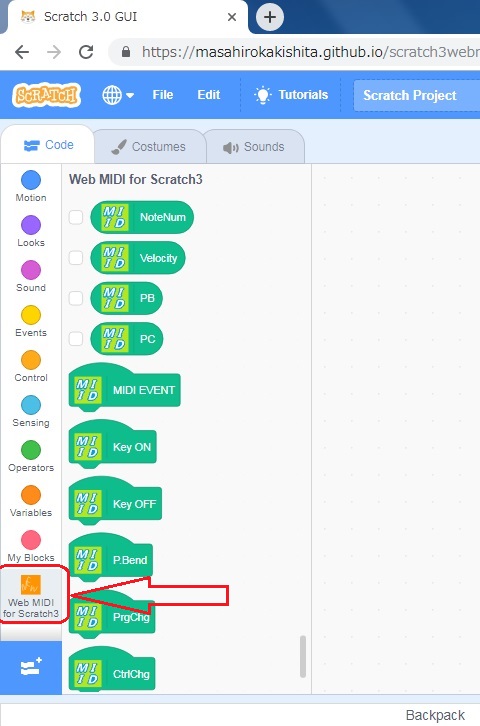 Scratch 3.0 GUI
https://masahirokakishita.github.io/scratch3webr
SCRATCH
File
Edit
Tutorials
Scratch Project
Code
Costumes
Sounds
Motion
Looks
Sound
Events
Control
Sensing
Operators
Variables
My Blocks
Web MIDI
for Scratch3
Web MIDI for Scratch3
MIDI NoteNum
MIDI Velocity
MIDI PB
MIDI PC
MIDI MIDI EVENT
MIDI Key ON
MIDI Key OFF
MIDI P.Bend
MIDI PrgChg
MIDI CtrlChg
Backpack